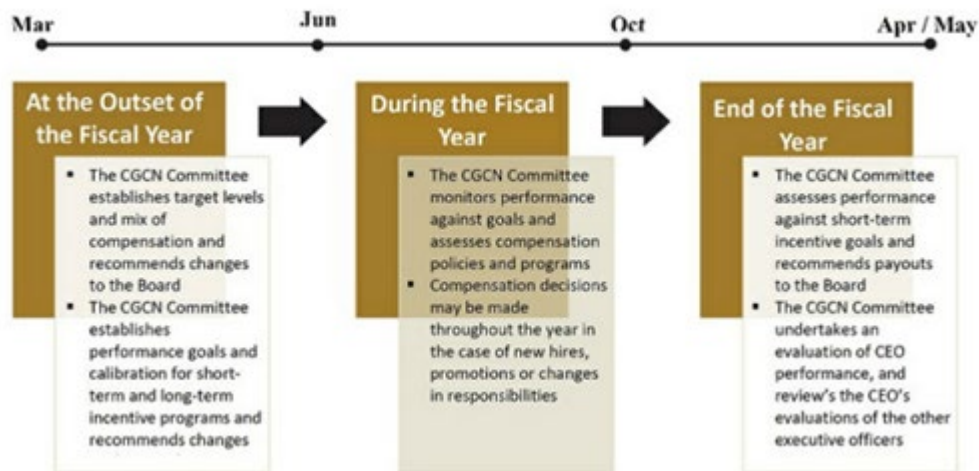 Mar
Jun
Oct
Apr / May
At the Outset of
the Fiscal Year
▪ The CGCN Committee
establishes target levels
and mix of
compensation and
recommends changes
to the Board
▪ The CGCN Committee
establishes
performance goals and
calibration for short-
term and long-term
incentive programs and
recommends changes
During the Fiscal
Year
▪ The CGCN Committee
monitors performance
against goals and
assesses compensation
policies and programs
▪ Compensation decisions
may be made
throughout the year in
the case of new hires,
promotions or changes
in responsibilities
End of the Fiscal
Year
▪ The CGCN Committee
assesses performance
against short-term
incentive goals and
recommends payouts
to the Board
▪ The CGCN Committee
undertakes an
evaluation of CEO
performance, and
review's the CEO's
evaluations of the other
executive officers